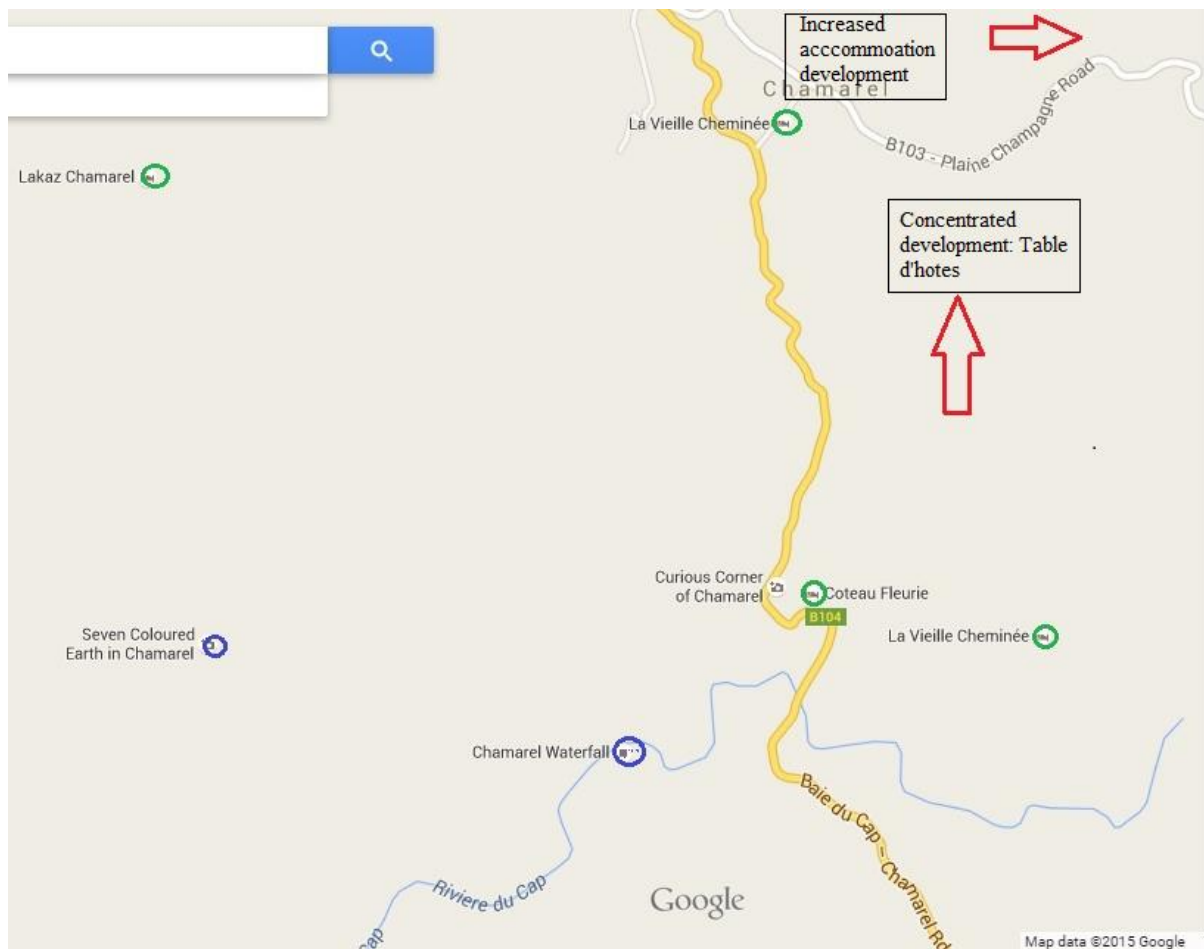 Increased
acccommoation
development
Chamarel
La Vieille Cheminée
B103 - Plaine Champagne Road
Lakaz Chamarel
Concentrated
development: Table
d'hotes
Curious Corner
of Chamarel
Coteau Fleurie
B104
Seven Coloured
Earth in Chamarel
La Vieille Cheminée
Chamarel Waterfall
Baie du Cap – Chamarel Rd
Riviere du Cap
Google
Cap
Map data ©2015 Google